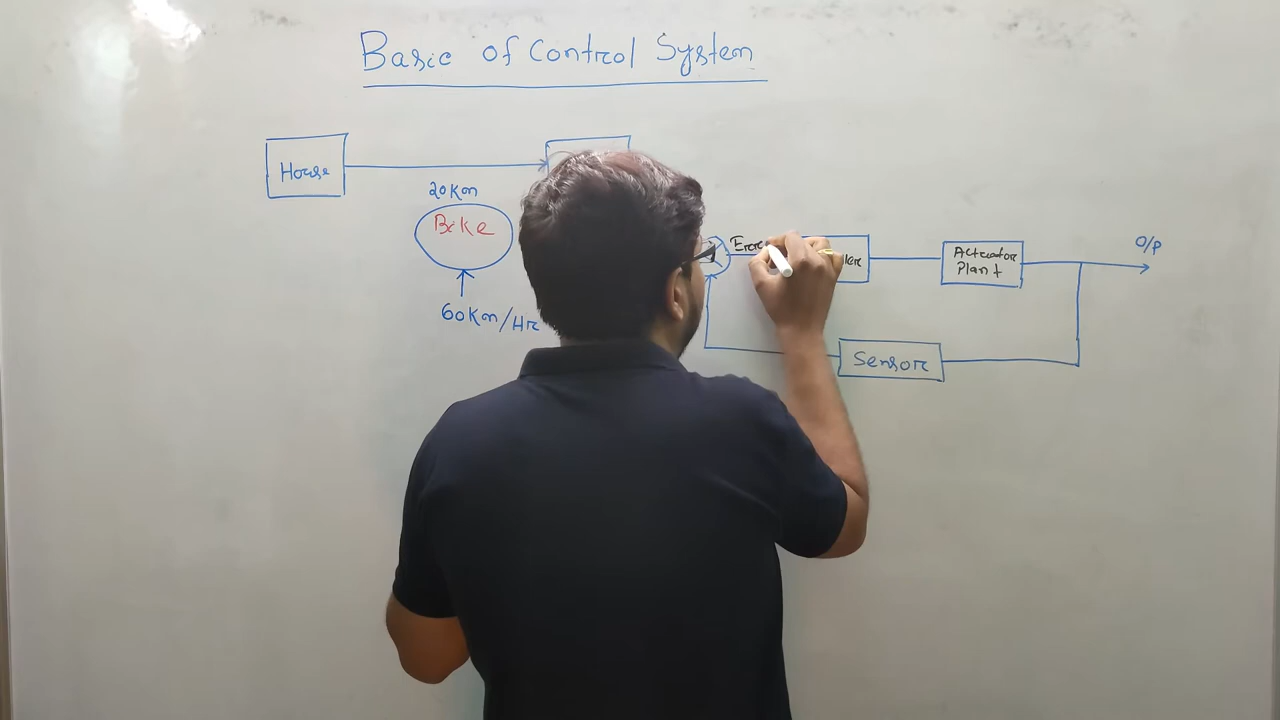 Basic of Control System
House
20Km
Bike
60Km/Hr
O/P
Actuator
Plant
Sensor